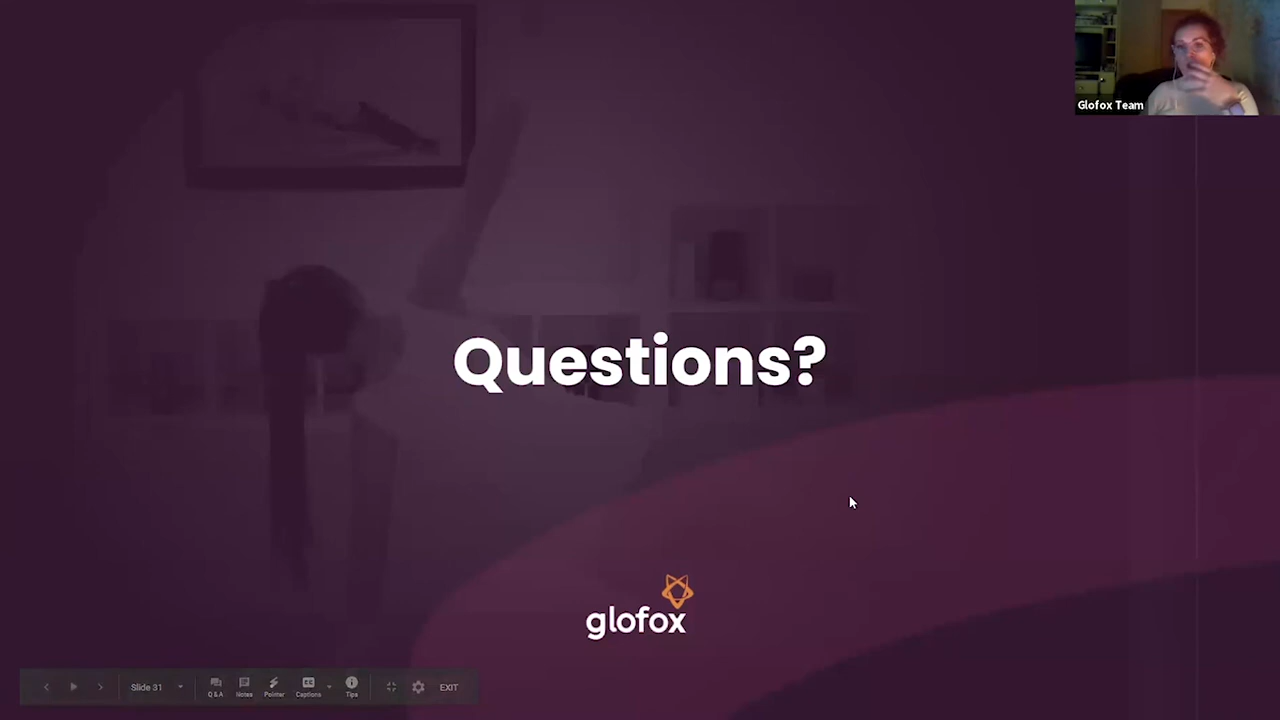 Glofox Team
Questions?
glofox
Slide 31
Q & A
Notes
Pointer
Captions
Tips
EXIT